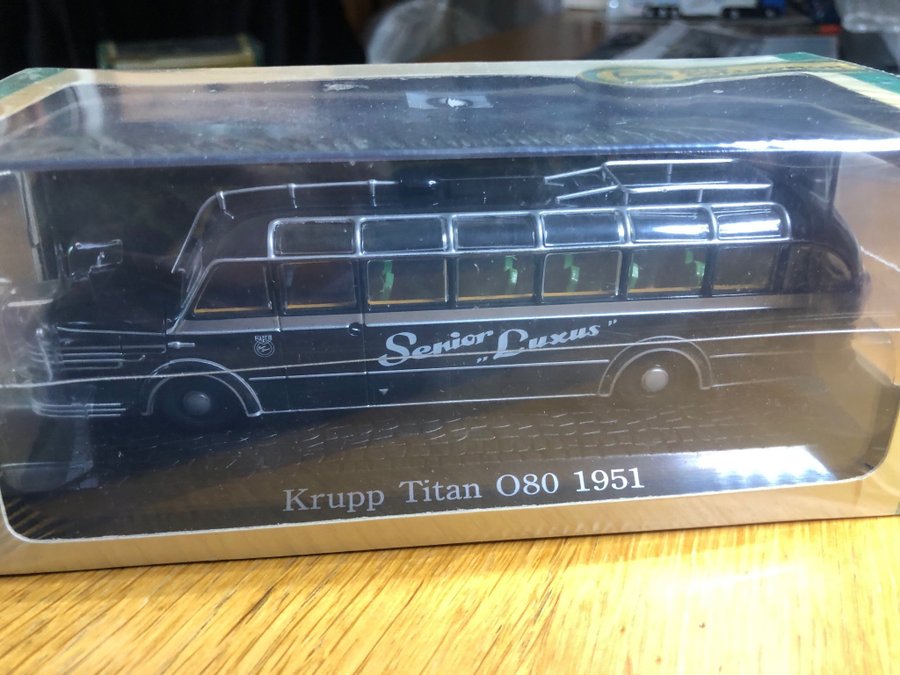 Senior
„Luxus"
Krupp Titan O80 1951